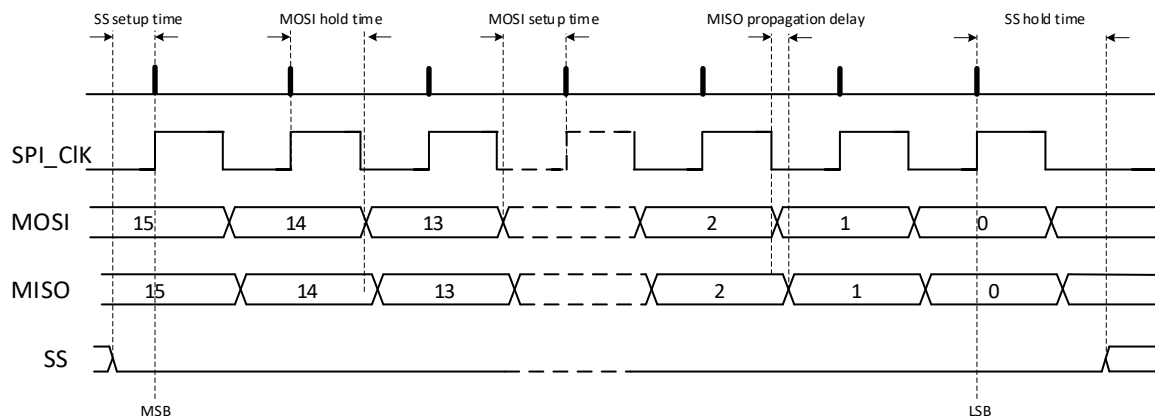 SS setup time MOSI hold time MOSI setup time MISO propagation delay SS hold time
SPI_ClK
MOSI 15 14 13 2 1 0
MISO 15 14 13 2 1 0
SS
MSB LSB